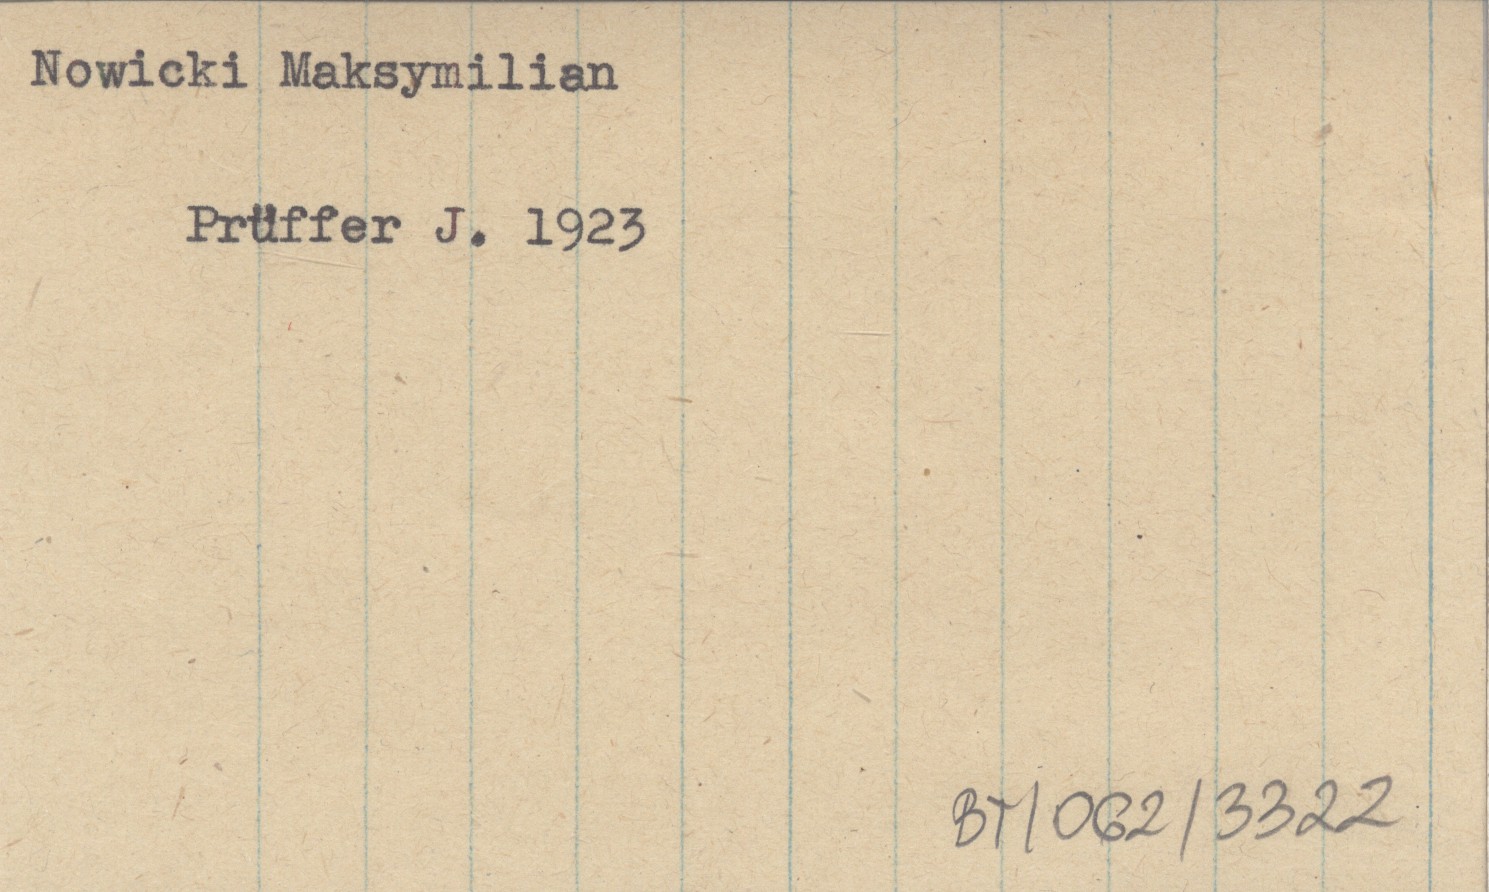 Nowicki Maksymilian
Prüffer J. 1923
BT/062/3322